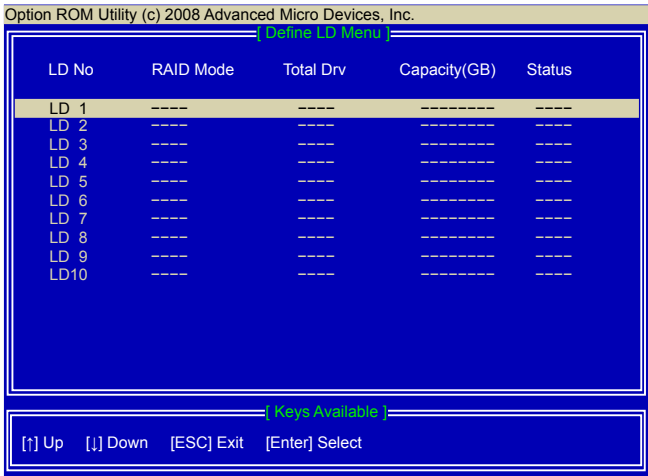 Option ROM Utility (c) 2008 Advanced Micro Devices, Inc.
[ Define LD Menu ]
LD No RAID Mode Total Drv Capacity(GB) Status
LD 1 ---- ---- -------- ----
LD 2 ---- ---- -------- ----
LD 3 ---- ---- -------- ----
LD 4 ---- ---- -------- ----
LD 5 ---- ---- -------- ----
LD 6 ---- ---- -------- ----
LD 7 ---- ---- -------- ----
LD 8 ---- ---- -------- ----
LD 9 ---- ---- -------- ----
LD10 ---- ---- -------- ----
[ Keys Available ]
[↑] Up [↓] Down [ESC] Exit [Enter] Select